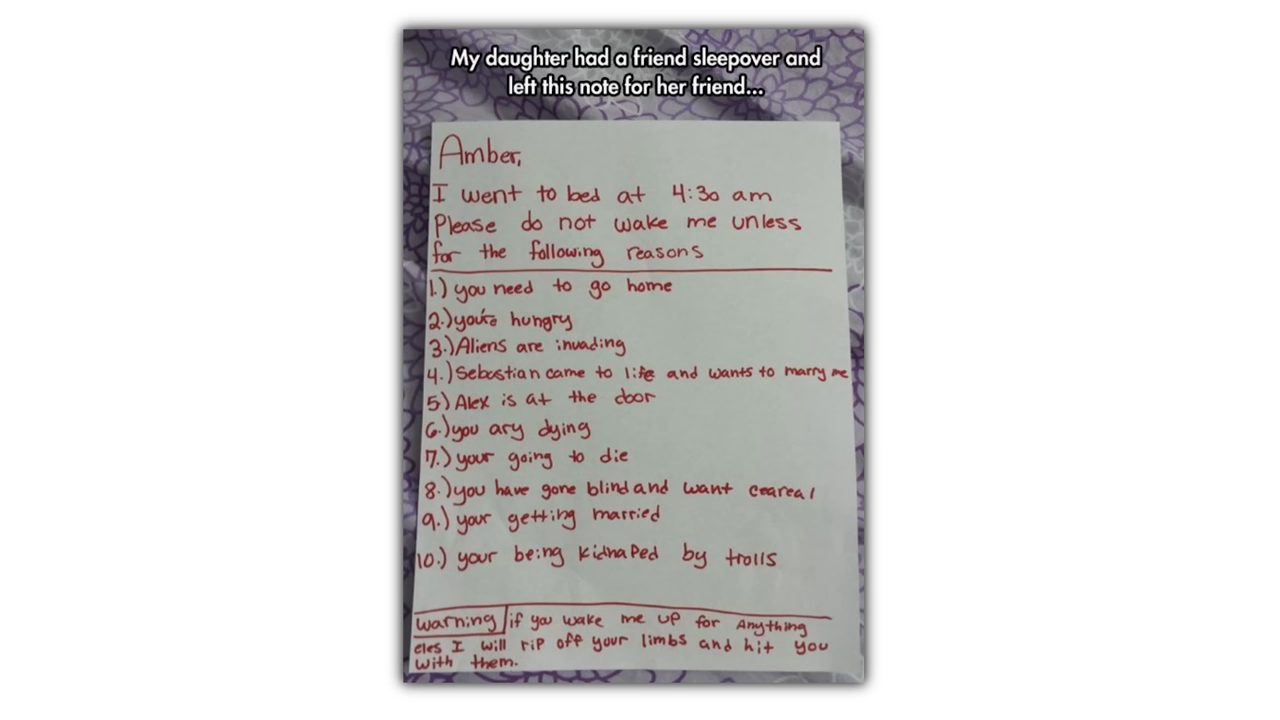 My daughter had a friend sleepover and
left this note for her friend...
Amber,
I went to bed at 4:30 am
Please do not wake me unless
for the following reasons
1.) you need to go home
2.) you're hungry
3.) Aliens are invading
4.) Sebastian came to life and wants to marry me
5) Alex is at the door
6.) you ary dying
7.) your going to die
8.) you have gone blind and want ceareal
9.) your getting married
10.) your being kidnaped by trolls
warning if you wake me up for anything
eles I will rip off your limbs and hit you
with them.